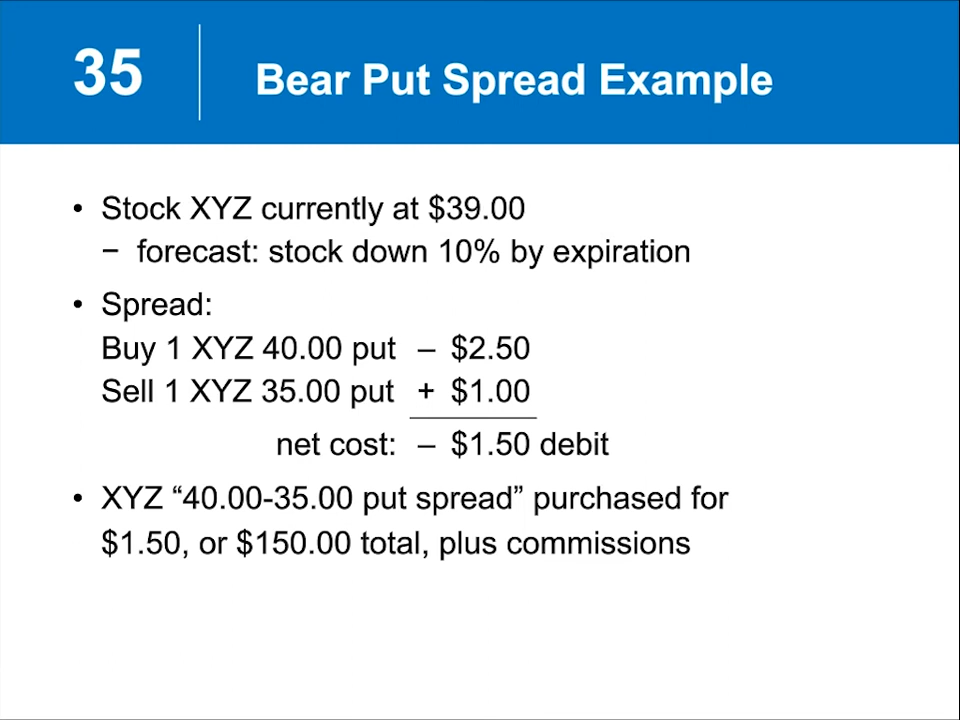 35
Bear Put Spread Example
• Stock XYZ currently at $39.00
− forecast: stock down 10% by expiration
• Spread:
Buy 1 XYZ 40.00 put – $2.50
Sell 1 XYZ 35.00 put + $1.00
net cost: – $1.50 debit
• XYZ “40.00-35.00 put spread” purchased for
$1.50, or $150.00 total, plus commissions